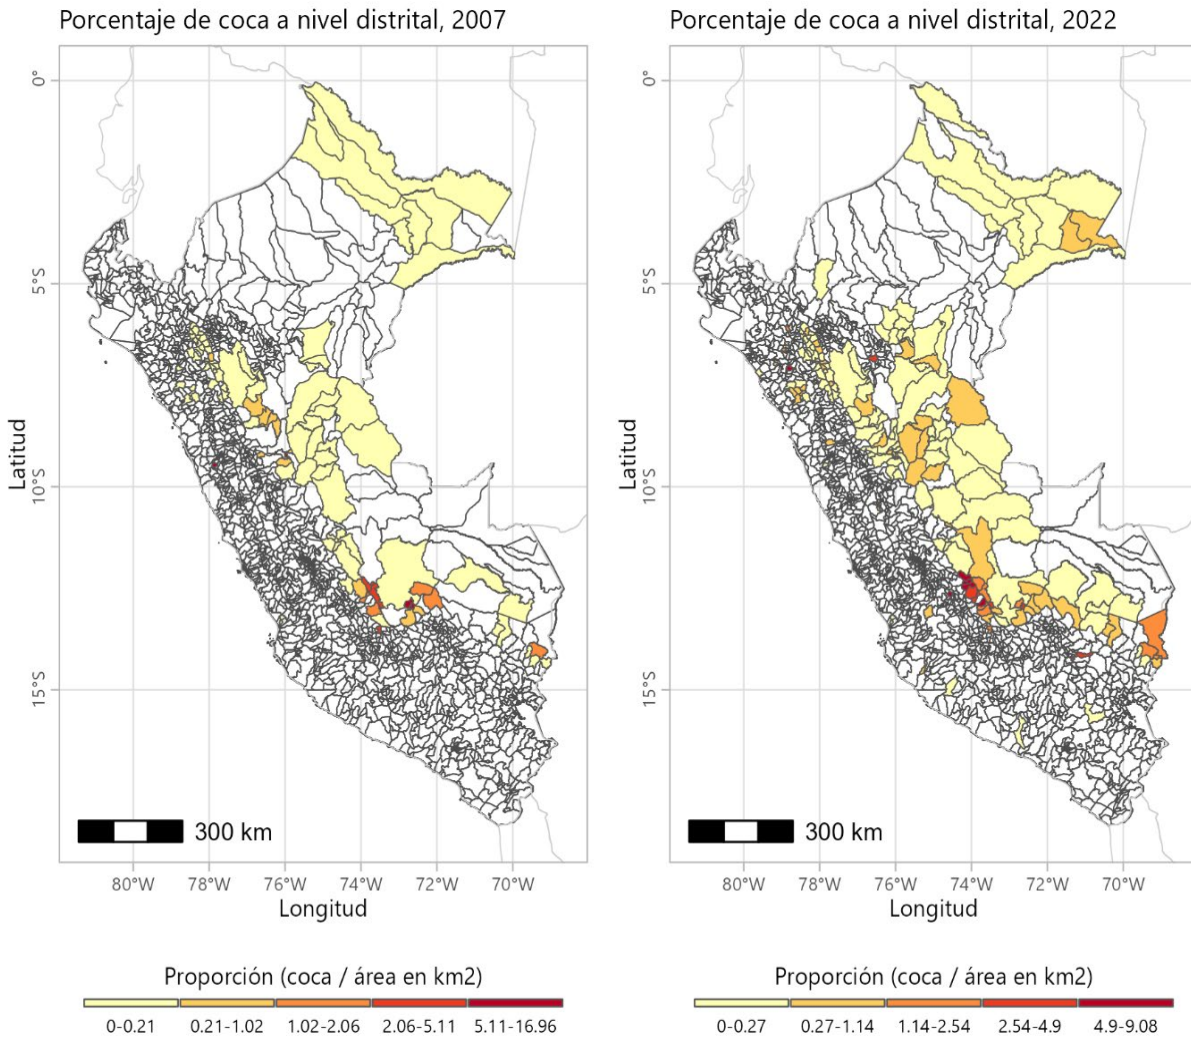 Porcentaje de coca a nivel distrital, 2007
0°
5°S
10°S
15°S
Latitud
300 km
80°W 78°W 76°W 74°W 72°W 70°W
Longitud
Proporción (coca / área en km2)
0-0.21 0.21-1.02 1.02-2.06 2.06-5.11 5.11-16.96
Porcentaje de coca a nivel distrital, 2022
0°
5°S
10°S
15°S
Latitud
300 km
80°W 78°W 76°W 74°W 72°W 70°W
Longitud
Proporción (coca / área en km2)
0-0.27 0.27-1.14 1.14-2.54 2.54-4.9 4.9-9.08